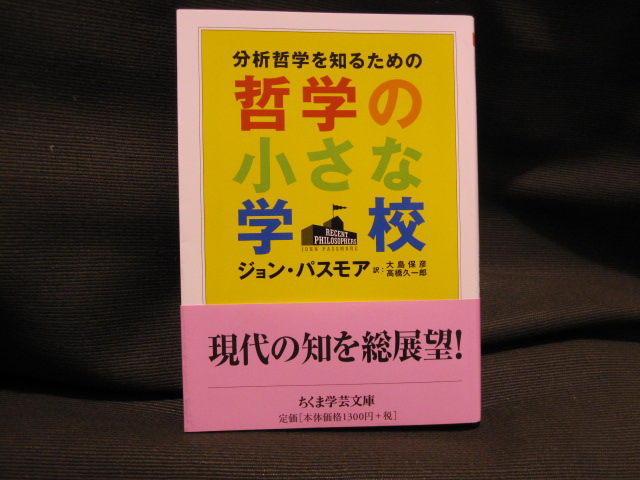 分析哲学を知るための
哲学の
小さな
学校
RECENT
PHILOSOPHERS
JOHN PASSMORE
ジョン・パスモア
訳：大島保彦
高橋久一郎
現代の知を総展望!
ちくま学芸文庫
定価[本体価格1300円+税]